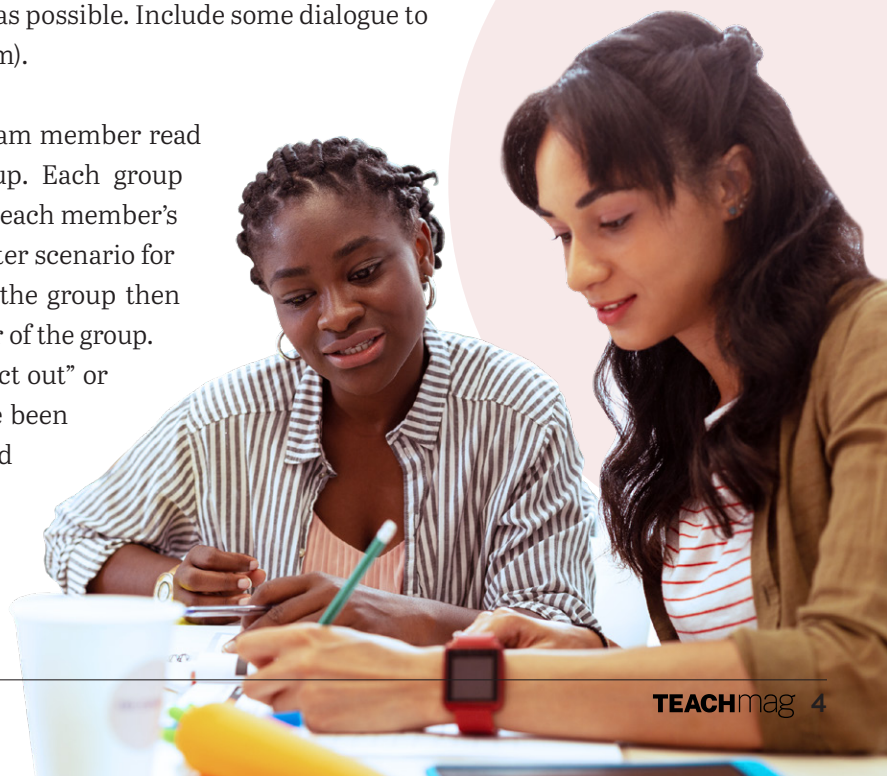 as possible. Include some dialogue to
m).
am member read
up. Each group
each member’s
ter scenario for
the group then
r of the group.
ct out” or
e been
d
TEACHmag 4